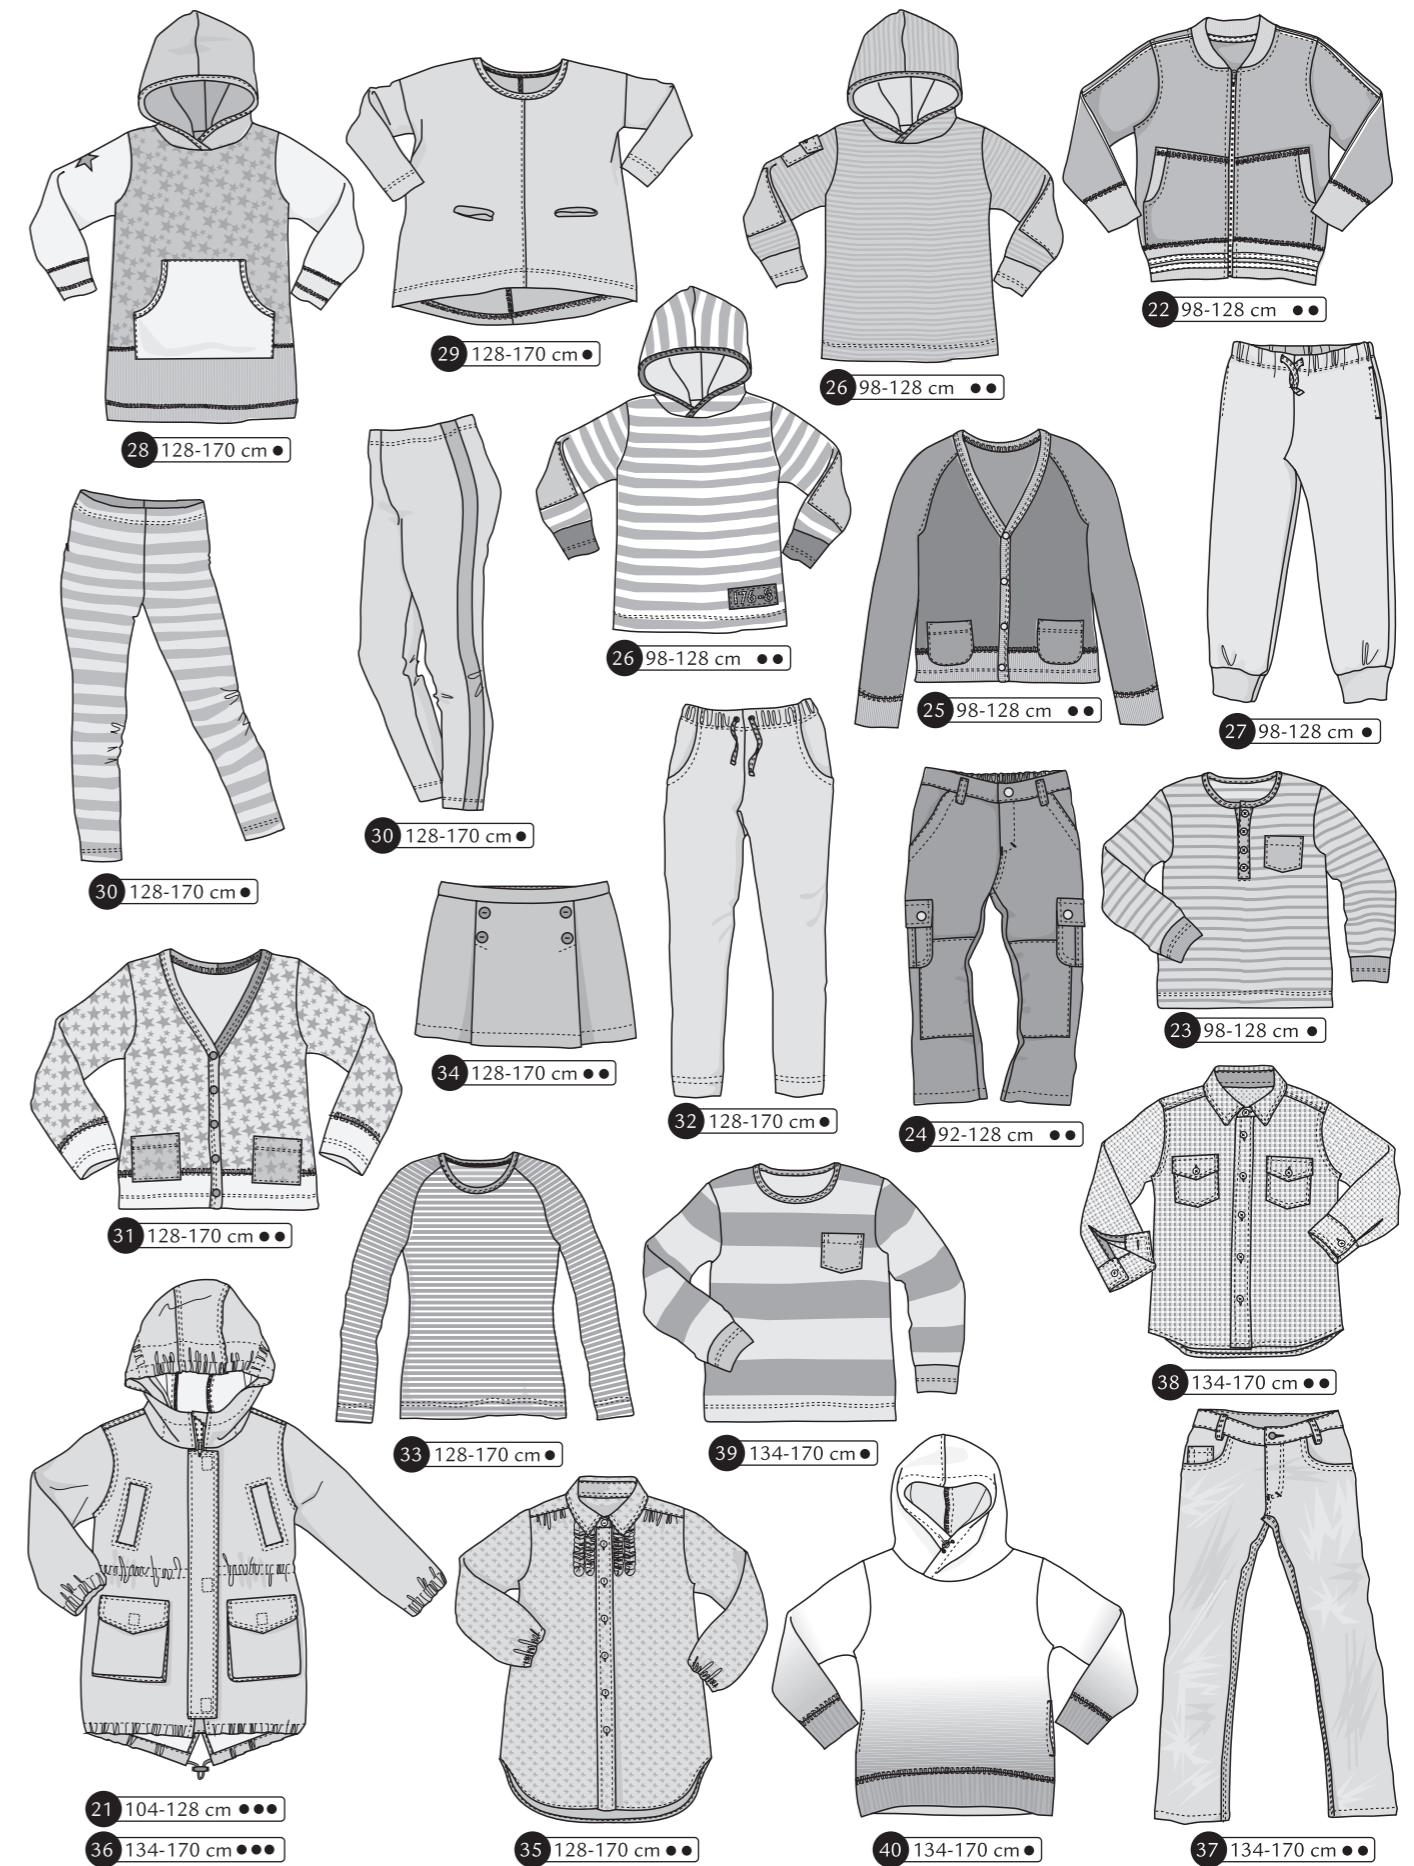 22 98-128 cm ●●
29 128-170 cm ●
26 98-128 cm ●●
28 128-170 cm ●
176-6
26 98-128 cm ●●
25 98-128 cm ●●
27 98-128 cm ●
30 128-170 cm ●
30 128-170 cm ●
23 98-128 cm ●
34 128-170 cm ●●
32 128-170 cm ●
24 92-128 cm ●●
31 128-170 cm ●●
38 134-170 cm ●●
33 128-170 cm ●
39 134-170 cm ●
21 104-128 cm ●●●
36 134-170 cm ●●●
35 128-170 cm ●●
40 134-170 cm ●
37 134-170 cm ●●